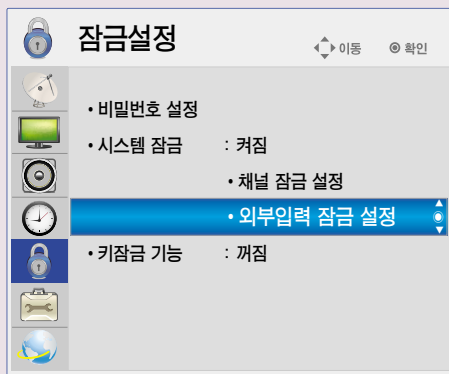 잠금설정
이동 확인
• 비밀번호 설정
• 시스템 잠금 : 켜짐
• 채널 잠금 설정
• 외부입력 잠금 설정
• 키잠금 기능 : 꺼짐